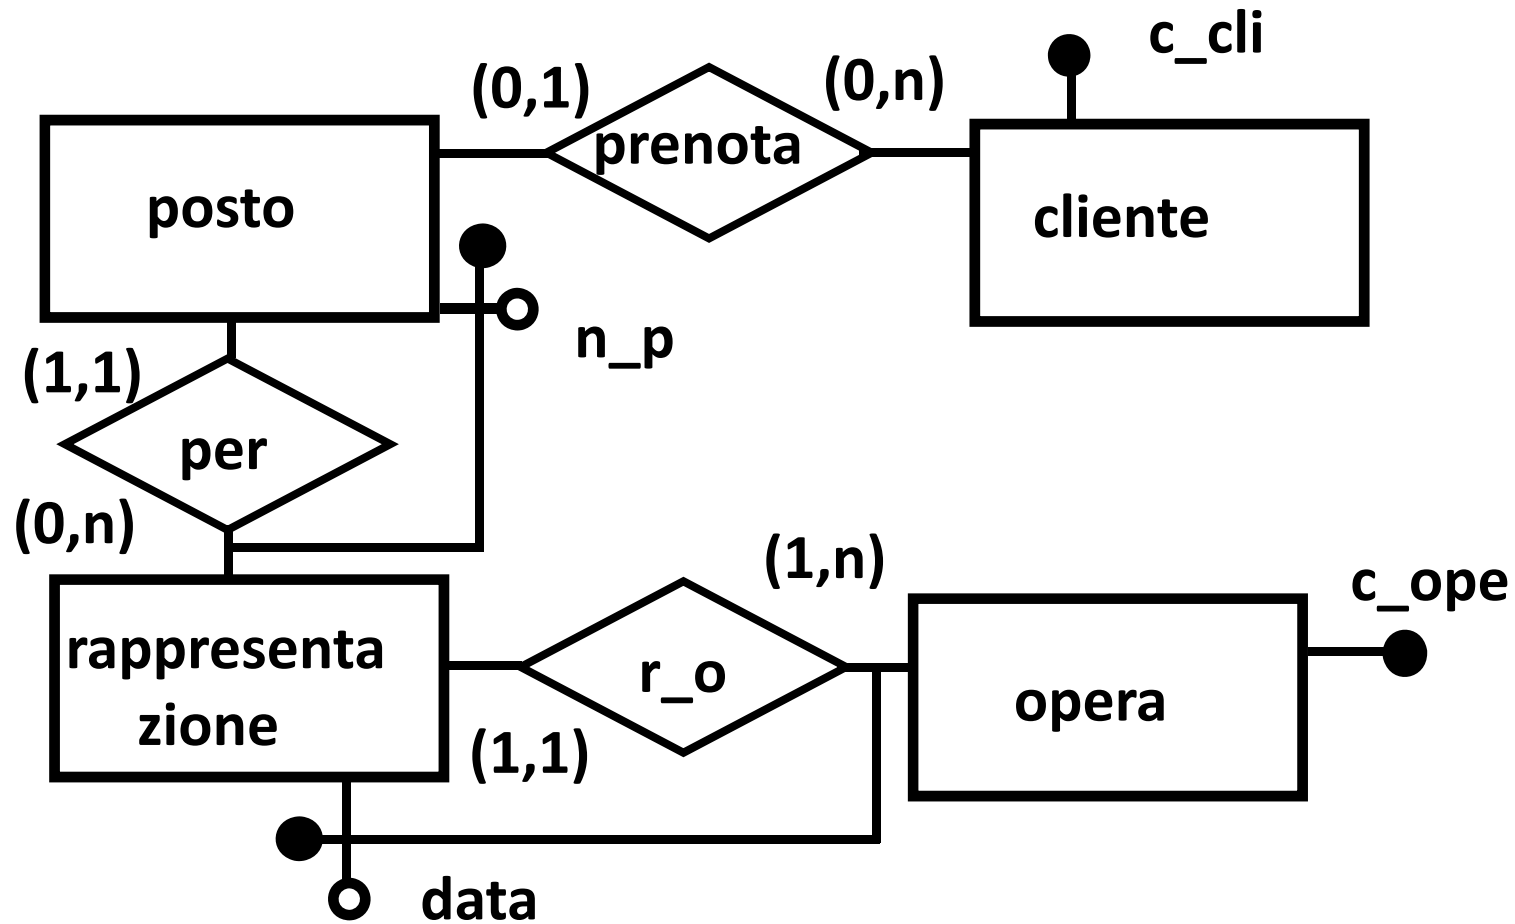 c_cli
(0,1)
(0,n)
prenota
posto
cliente
n_p
(1,1)
per
(0,n)
(1,n)
c_ope
rappresenta
zione
r_o
opera
(1,1)
data